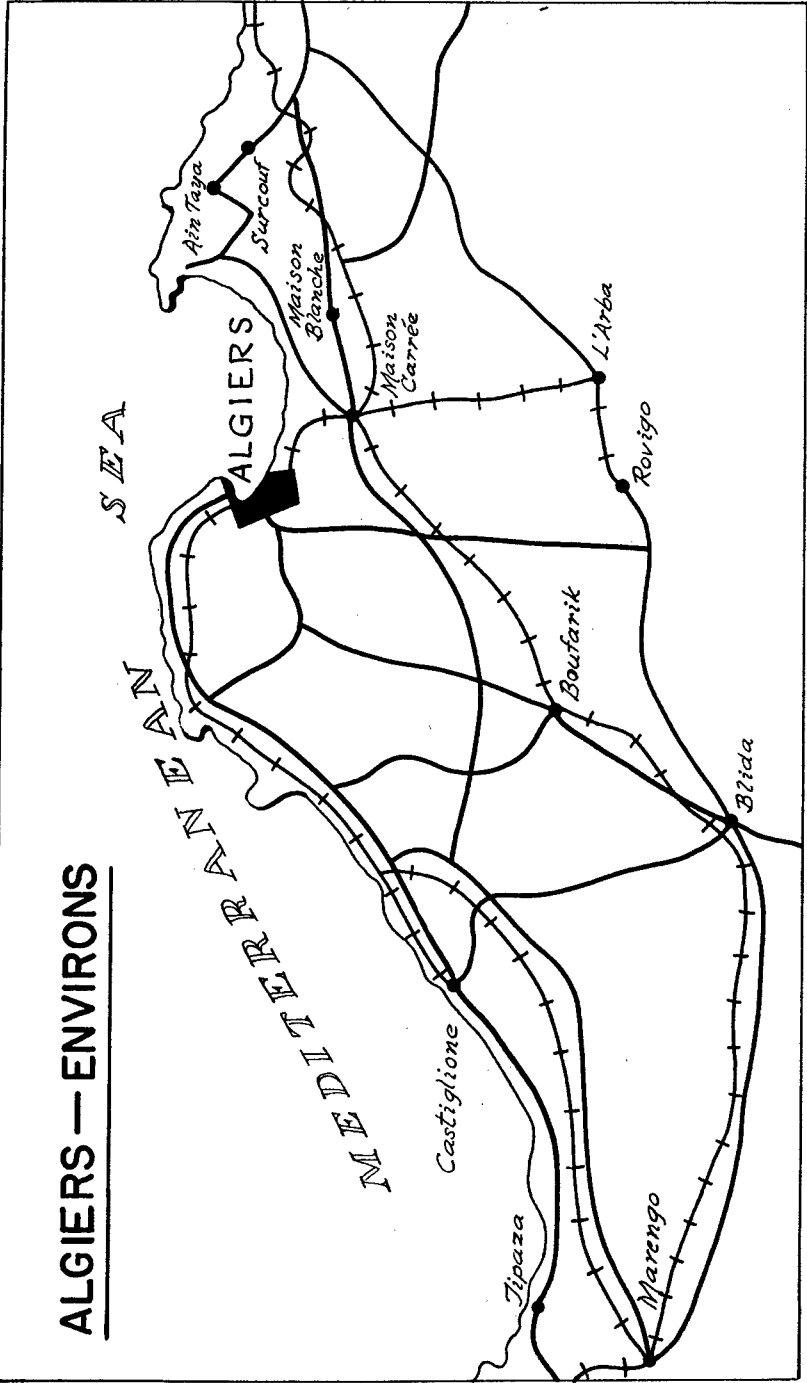 ALGIERS — ENVIRONS
MEDITERRANEAN
SEA
ALGIERS
Ain Taya
Surcouf
Maison
Blanche
Maison
Carrée
L'Arba
Rovigo
Boufarik
Blida
Castiglione
Tipaza
Marengo